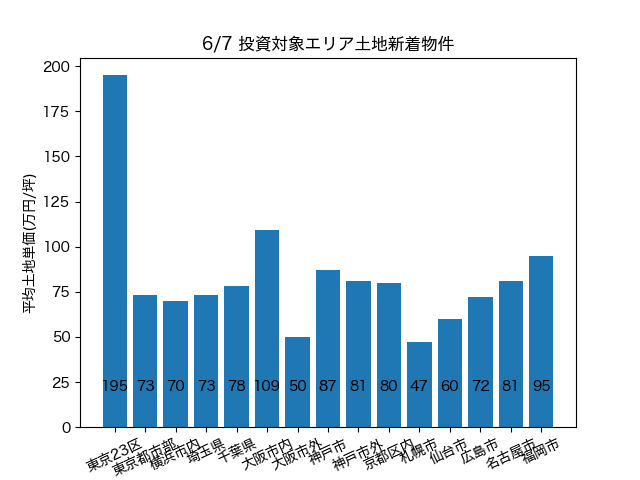 6/7 投資対象エリア土地新着物件
平均土地単価(万円/坪)
200
175
150
125
100
75
50
25
0
195 73 70 73 78 109 50 87 81 80 47 60 72 81 95
東京23区 東京都市部 横浜市内 埼玉県 千葉県 大阪市内 大阪市外 神戸市 神戸市外 京都区内 札幌市 仙台市 広島市 名古屋市 福岡市